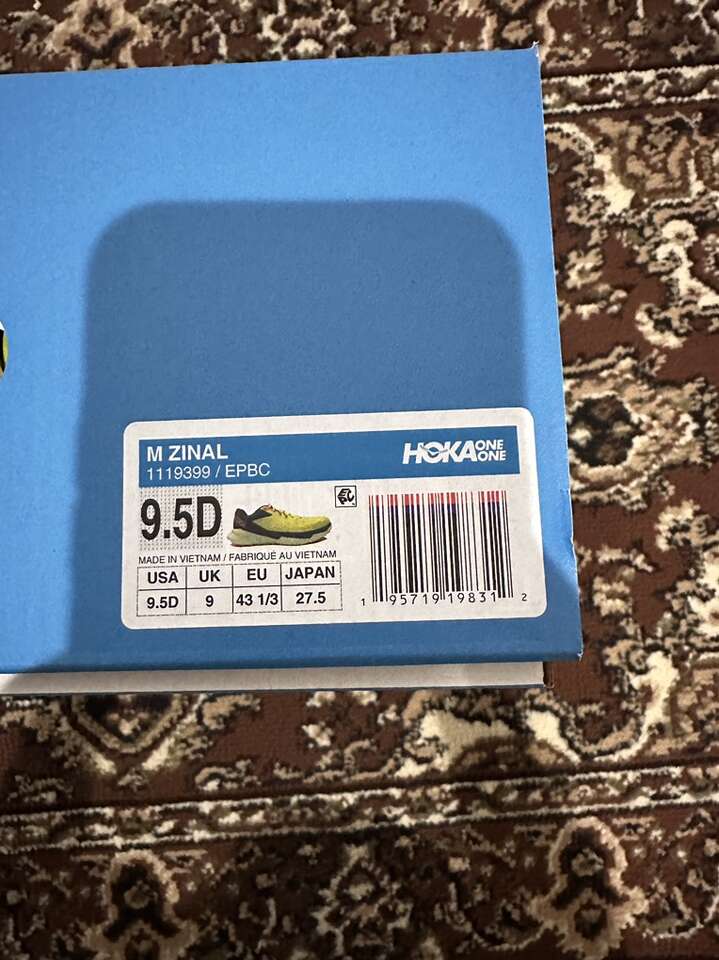 M ZINAL
1119399 / EPBC
HOKA ONE ONE
9.5D
MADE IN VIETNAM / FABRIQUÉ AU VIETNAM
USA UK EU JAPAN
9.5D 9 43 1/3 27.5
1 95719 19831 2